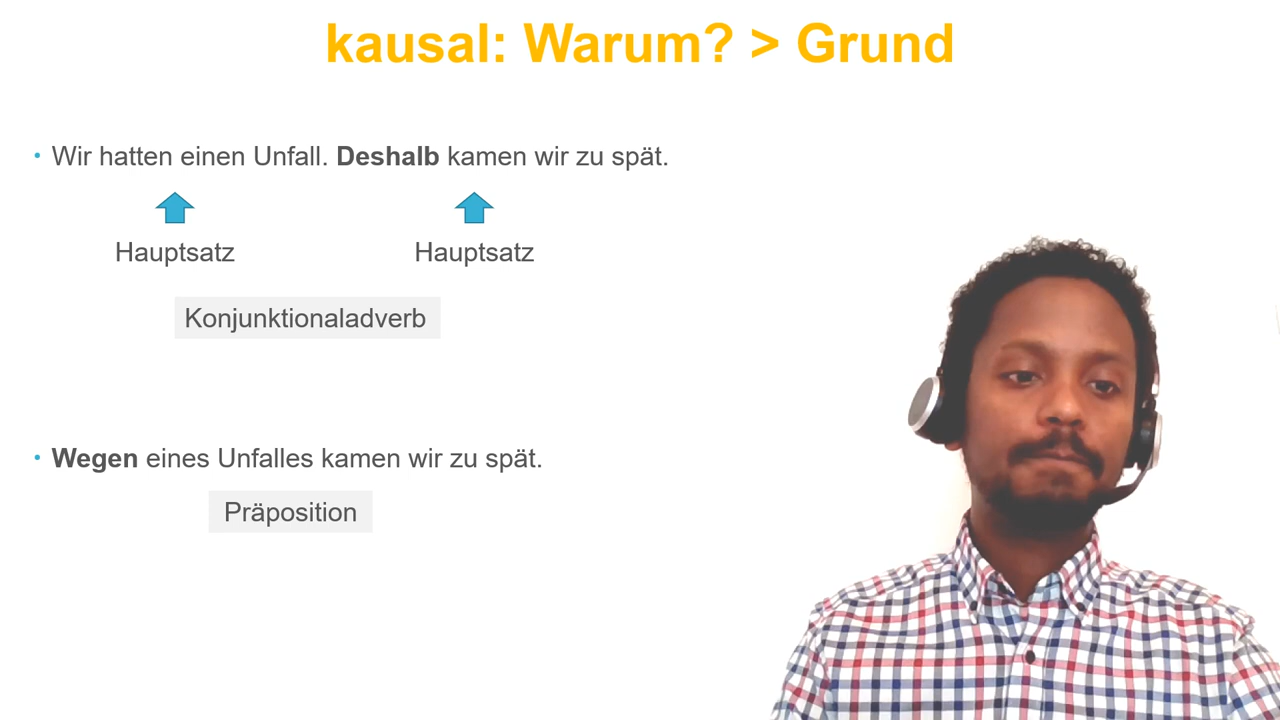 kausal: Warum? > Grund
• Wir hatten einen Unfall. Deshalb kamen wir zu spät.
Hauptsatz Hauptsatz
Konjunktionaladverb
• Wegen eines Unfalles kamen wir zu spät.
Präposition